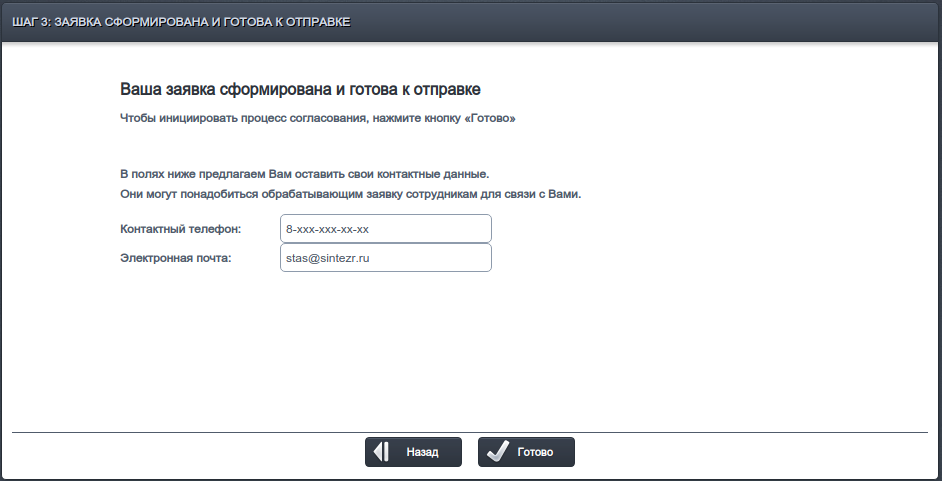 ШАГ 3: ЗАЯВКА СФОРМИРОВАНА И ГОТОВА К ОТПРАВКЕ
Ваша заявка сформирована и готова к отправке
Чтобы инициировать процесс согласования, нажмите кнопку «Готово»
В полях ниже предлагаем Вам оставить свои контактные данные.
Они могут понадобиться обрабатывающим заявку сотрудникам для связи с Вами.
Контактный телефон: 8-xxx-xxx-xx-xx
Электронная почта: stas@sintezr.ru
Назад Готово